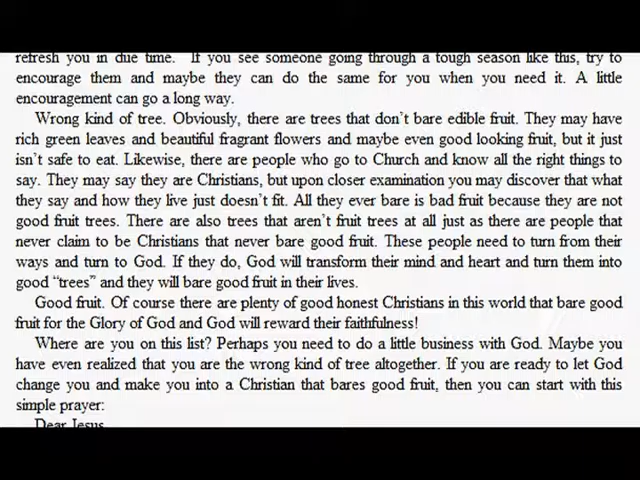 refresh you in due time. If you see someone going through a tough season like this, try to
encourage them and maybe they can do the same for you when you need it. A little
encouragement can go a long way.
Wrong kind of tree. Obviously, there are trees that don't bare edible fruit. They may have
rich green leaves and beautiful fragrant flowers and maybe even good looking fruit, but it just
isn't safe to eat. Likewise, there are people who go to Church and know all the right things to
say. They may say they are Christians, but upon closer examination you may discover that what
they say and how they live just doesn't fit. All they ever bare is bad fruit because they are not
good fruit trees. There are also trees that aren't fruit trees at all just as there are people that
never claim to be Christians that never bare good fruit. These people need to turn from their
ways and turn to God. If they do, God will transform their mind and heart and turn them into
good “trees” and they will bare good fruit in their lives.
Good fruit. Of course there are plenty of good honest Christians in this world that bare good
fruit for the Glory of God and God will reward their faithfulness!
Where are you on this list? Perhaps you need to do a little business with God. Maybe you
have even realized that you are the wrong kind of tree altogether. If you are ready to let God
change you and make you into a Christian that bares good fruit, then you can start with this
simple prayer:
Dear Jesus